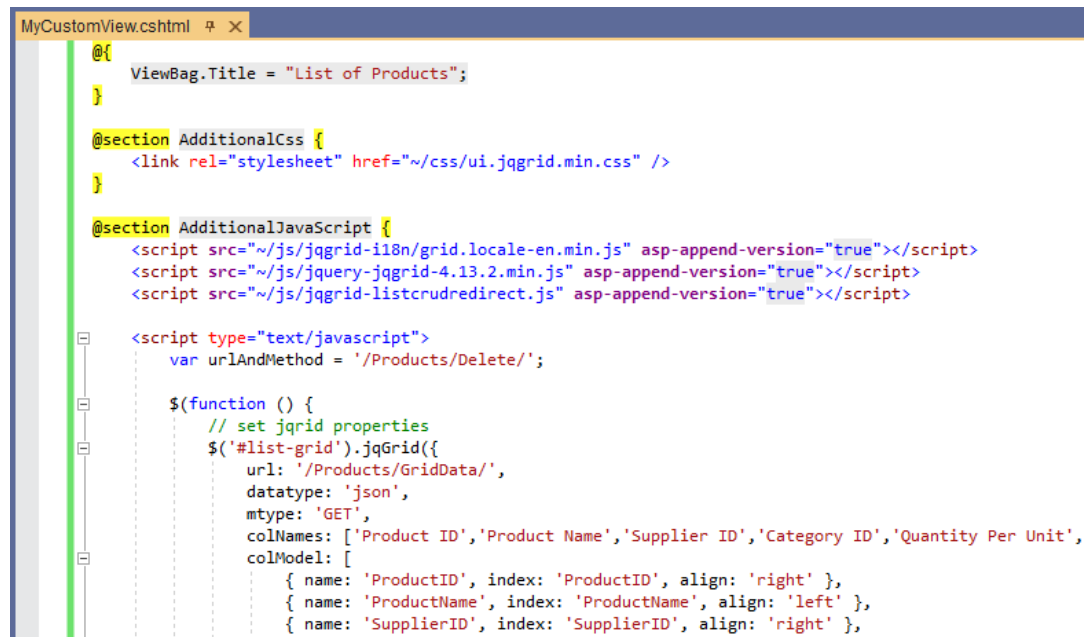 MyCustomView.cshtml
@{
    ViewBag.Title = "List of Products";
}

@section AdditionalCss {
    <link rel="stylesheet" href="~/css/ui.jqgrid.min.css" />
}

@section AdditionalJavaScript {
    <script src="~/js/jqgrid-i18n/grid.locale-en.min.js" asp-append-version="true"></script>
    <script src="~/js/jquery-jqgrid-4.13.2.min.js" asp-append-version="true"></script>
    <script src="~/js/jqgrid-listcrudredirect.js" asp-append-version="true"></script>

    <script type="text/javascript">
        var urlAndMethod = '/Products/Delete/';

        $(function () {
            // set jqrid properties
            $('#list-grid').jqGrid({
                url: '/Products/GridData/',
                datatype: 'json',
                mtype: 'GET',
                colNames: ['Product ID','Product Name','Supplier ID','Category ID','Quantity Per Unit',
                colModel: [
                    { name: 'ProductID', index: 'ProductID', align: 'right' },
                    { name: 'ProductName', index: 'ProductName', align: 'left' },
                    { name: 'SupplierID', index: 'SupplierID', align: 'right' },